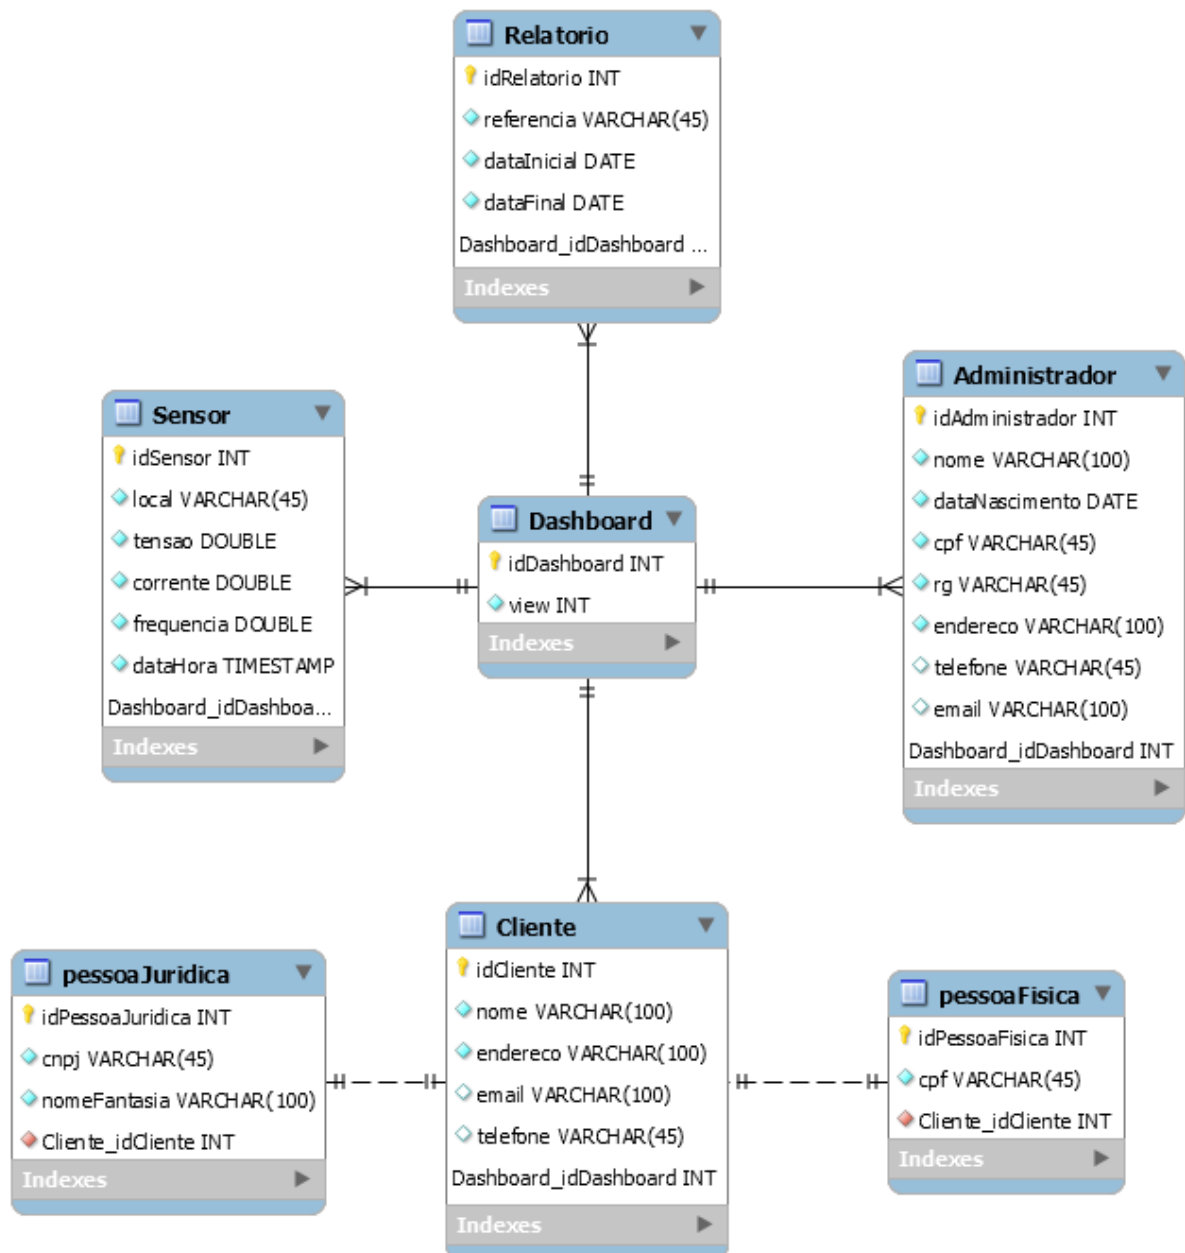 Relatorio
idRelatorio INT
referencia VARCHAR(45)
dataInicial DATE
dataFinal DATE
Dashboard_idDashboard ...
Indexes
Sensor
idSensor INT
local VARCHAR(45)
tensao DOUBLE
corrente DOUBLE
frequencia DOUBLE
dataHora TIMESTAMP
Dashboard_idDashboa...
Indexes
Dashboard
idDashboard INT
view INT
Indexes
Administrador
idAdministrador INT
nome VARCHAR(100)
dataNascimento DATE
cpf VARCHAR(45)
rg VARCHAR(45)
endereco VARCHAR(100)
telefone VARCHAR(45)
email VARCHAR(100)
Dashboard_idDashboard INT
Indexes
pessoaJuridica
idPessoaJuridica INT
cnpj VARCHAR(45)
nomeFantasia VARCHAR(100)
Cliente_idCliente INT
Indexes
Cliente
idCliente INT
nome VARCHAR(100)
endereco VARCHAR(100)
email VARCHAR(100)
telefone VARCHAR(45)
Dashboard_idDashboard INT
Indexes
pessoaFisica
idPessoaFisica INT
cpf VARCHAR(45)
Cliente_idCliente INT
Indexes